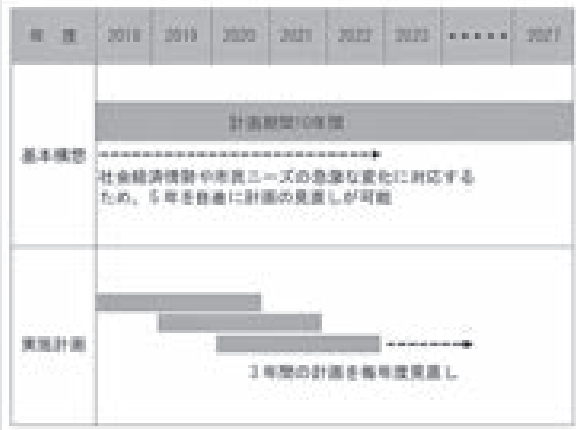 年 度 2018 2019 2020 2021 2022 2023 ••••• 2027
計画期間10年間
基本構想
社会経済情勢や市民ニーズの急激な変化に対応する
ため、5年を目途に計画の見直しが可能
実施計画
3年間の計画を毎年度見直し